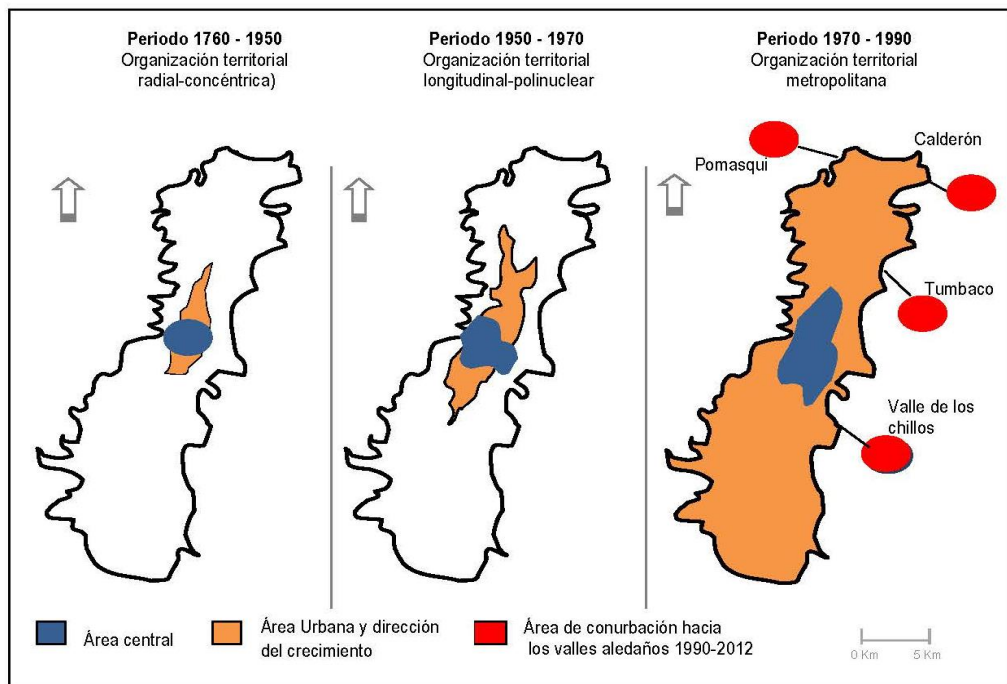 Periodo 1760 - 1950
Organización territorial
radial-concéntrica)
Periodo 1950 - 1970
Organización territorial
longitudinal-polinuclear
Periodo 1970 - 1990
Organización territorial
metropolitana
Pomasqui
Calderón
Tumbaco
Valle de los
chillos
Área central
Área Urbana y dirección
del crecimiento
Área de conurbación hacia
los valles aledaños 1990-2012
0 Km
5 Km